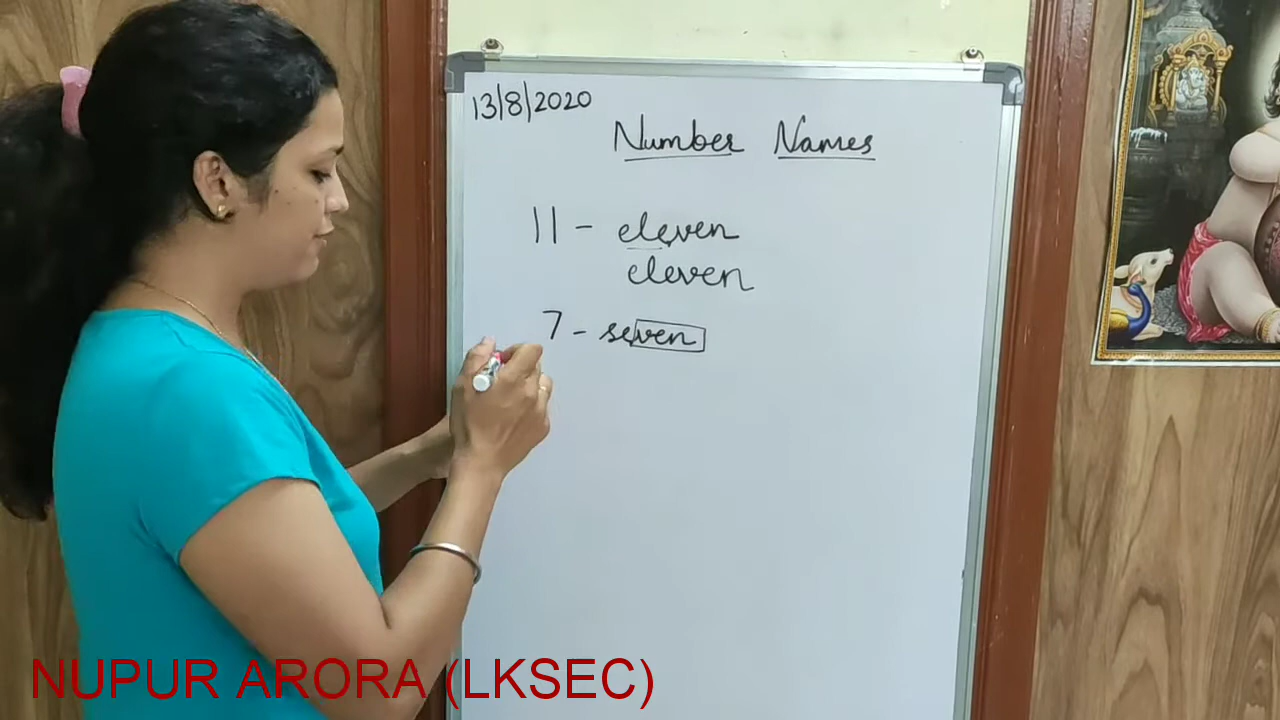 13/8/2020
Number Names
11 - eleven
eleven
7 - seven
NUPUR ARORA (LKSEC)